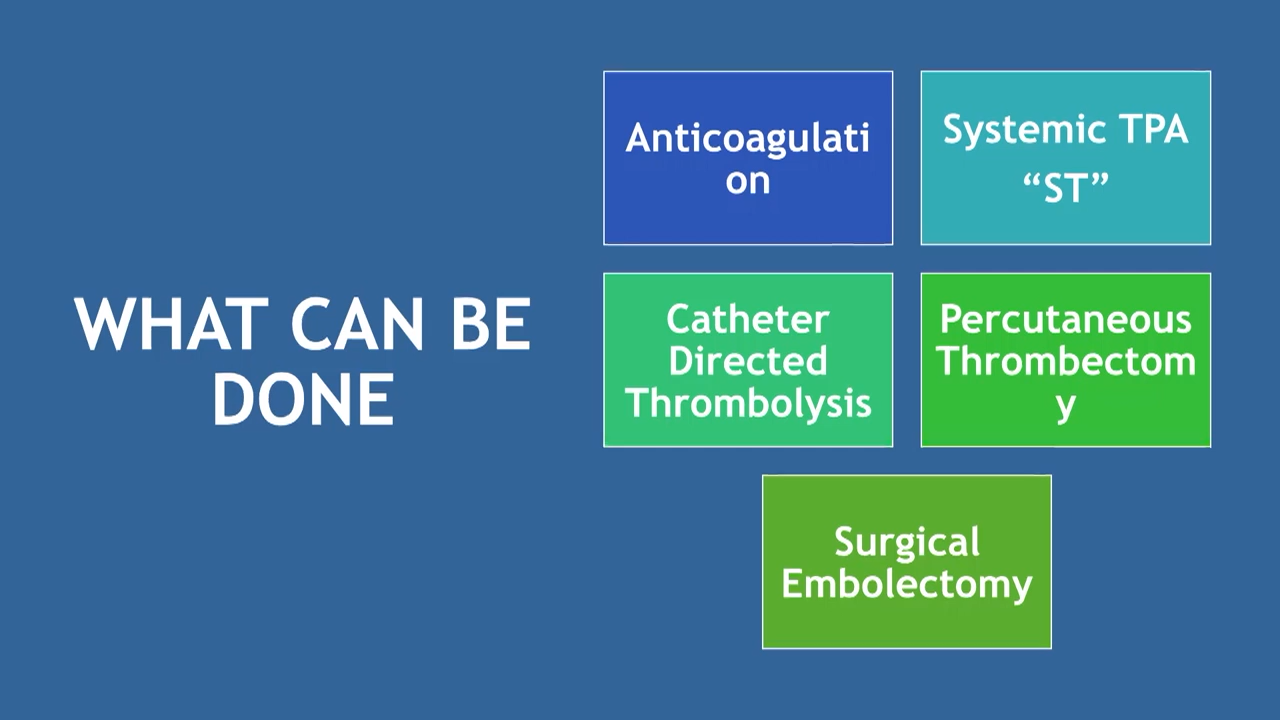 WHAT CAN BE
DONE
Anticoagulati
on
Systemic TPA
“ST”
Catheter
Directed
Thrombolysis
Percutaneous
Thrombectom
y
Surgical
Embolectomy